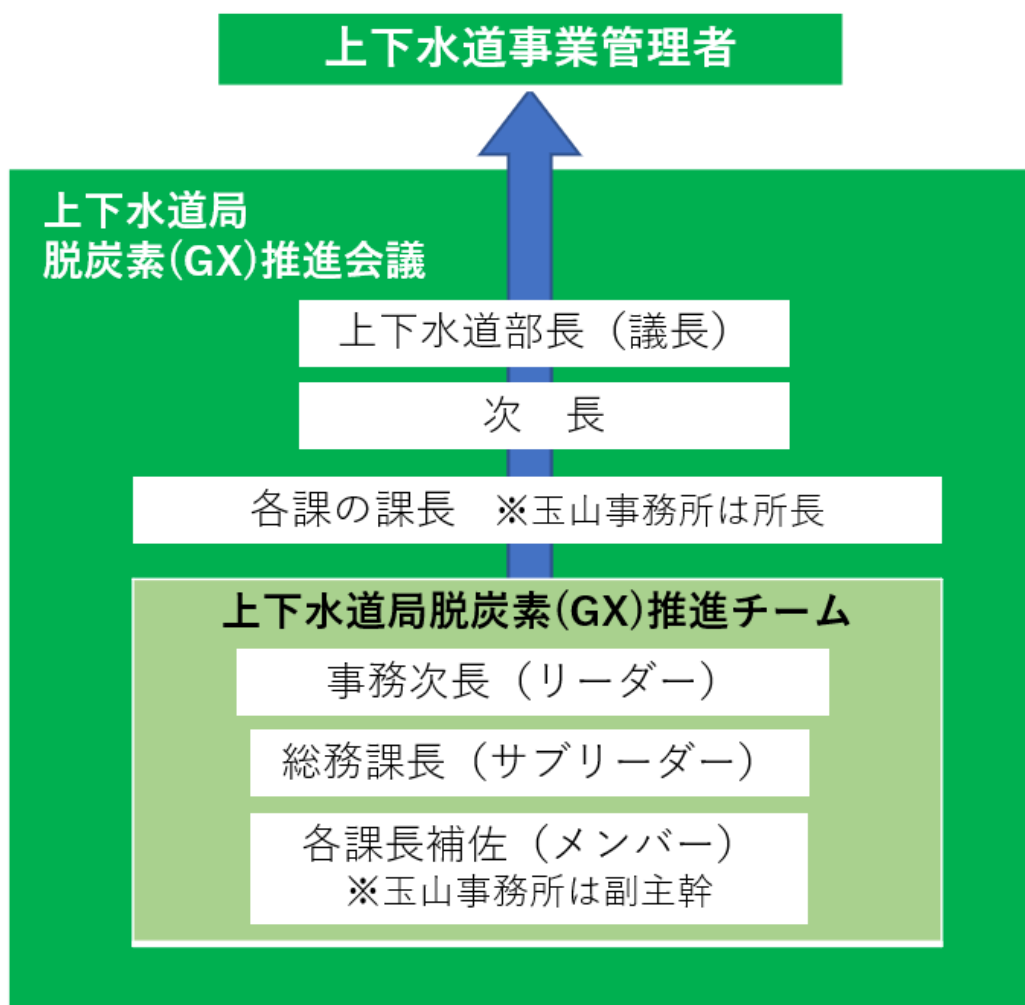 上下水道事業管理者
上下水道局
脱炭素(GX)推進会議
上下水道部長（議長）
次　長
各課の課長　※玉山事務所は所長
上下水道局脱炭素(GX)推進チーム
事務次長（リーダー）
総務課長（サブリーダー）
各課長補佐（メンバー）
※玉山事務所は副主幹